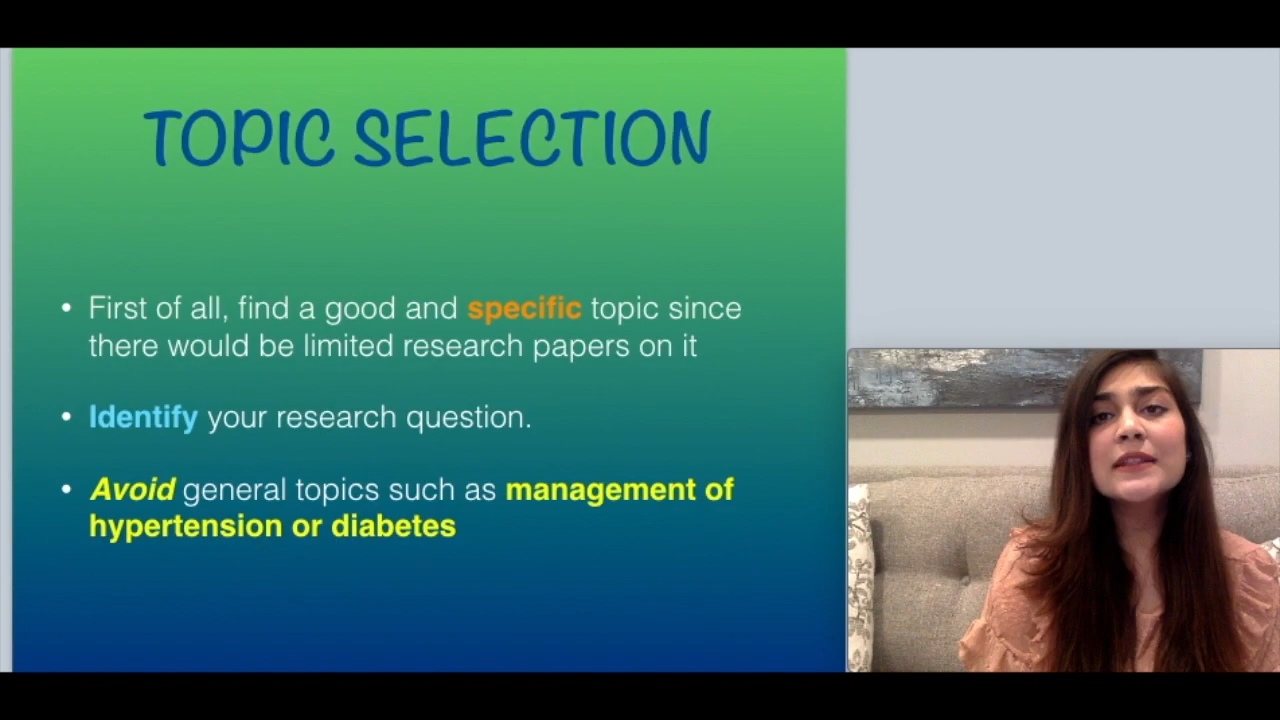 TOPIC SELECTION
• First of all, find a good and specific topic since
there would be limited research papers on it
• Identify your research question.
• Avoid general topics such as management of
hypertension or diabetes